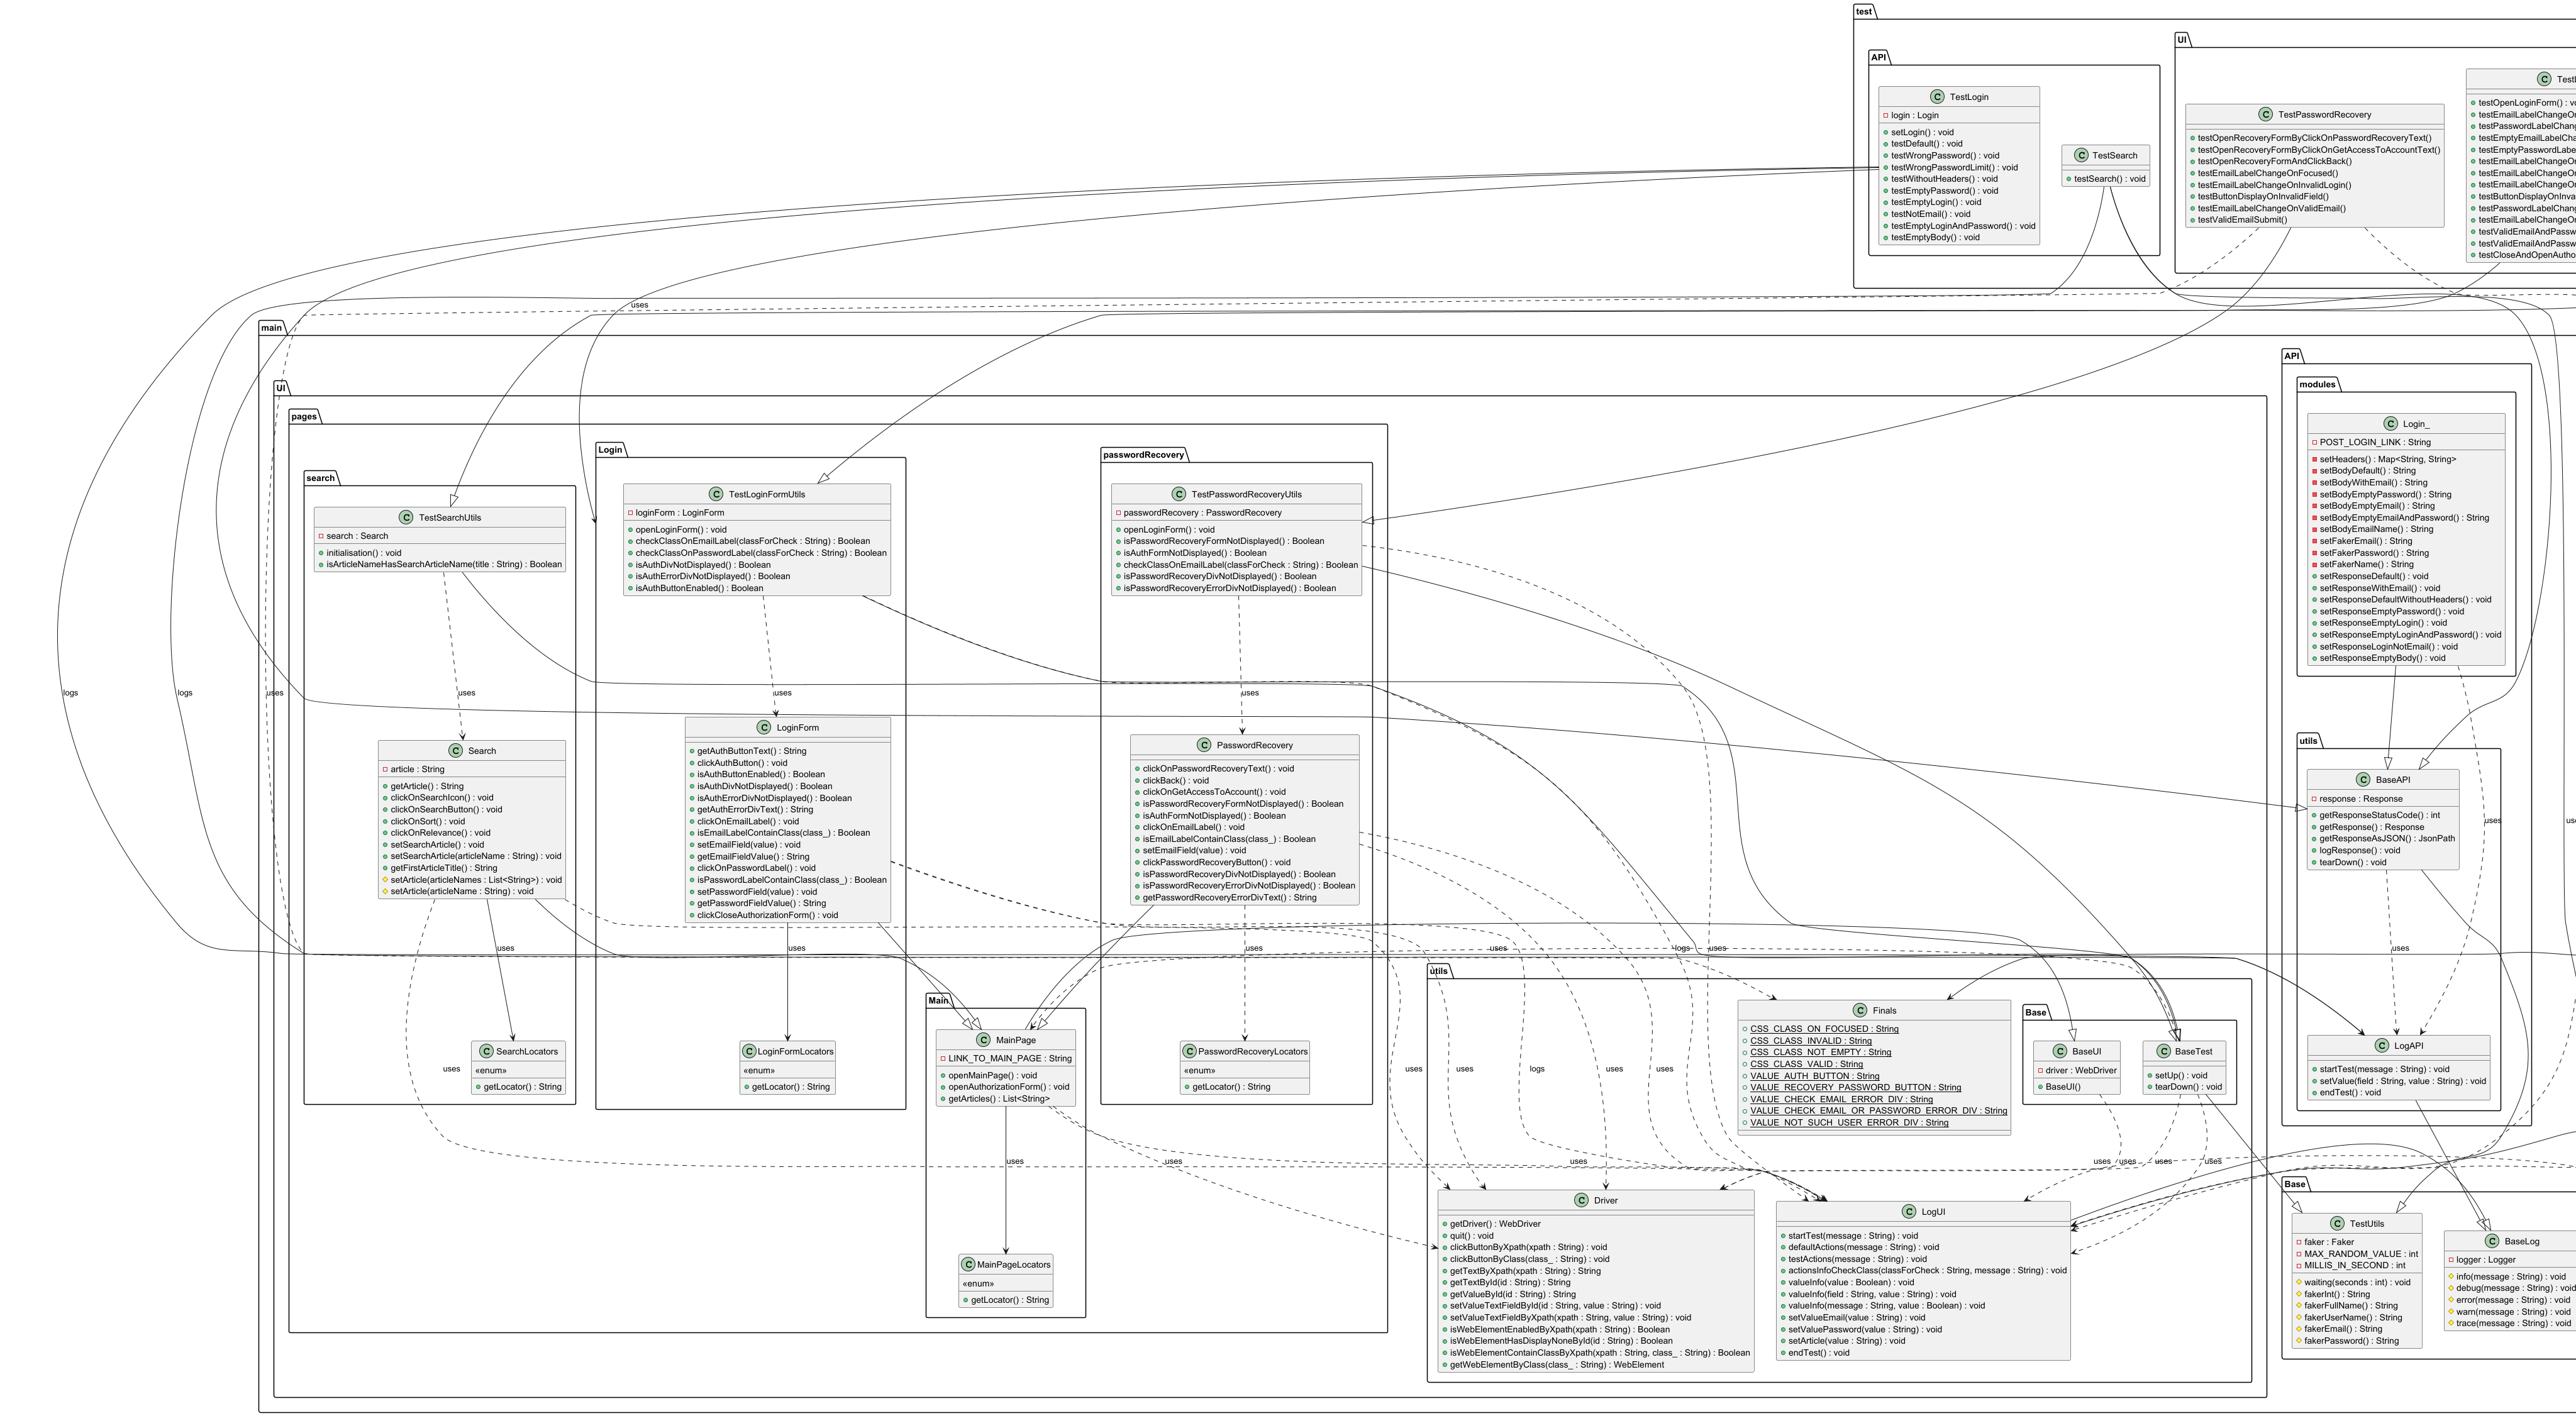 test
API
TestLogin
login : Login
setLogin() : void
testDefault() : void
testWrongPassword() : void
testWrongPasswordLimit() : void
testWithoutHeaders() : void
testEmptyPassword() : void
testEmptyLogin() : void
testNotEmail() : void
testEmptyLoginAndPassword() : void
testEmptyBody() : void
TestSearch
testSearch() : void
UI
TestPasswordRecovery
testOpenRecoveryFormByClickOnPasswordRecoveryText()
testOpenRecoveryFormByClickOnGetAccessToAccountText()
testOpenRecoveryFormAndClickBack()
testEmailLabelChangeOnFocused()
testEmailLabelChangeOnInvalidLogin()
testButtonDisplayOnInvalidField()
testEmailLabelChangeOnValidEmail()
testValidEmailSubmit()
testOpenLoginForm() : v
testEmailLabelChangeO
testPasswordLabelChan
testEmptyEmailLabelCh
testEmptyPasswordLabe
testEmailLabelChangeO
testEmailLabelChangeO
testEmailLabelChangeO
testButtonDisplayOnInva
testPasswordLabelChan
testEmailLabelChangeO
testValidEmailAndPassw
testValidEmailAndPassw
testCloseAndOpenAutho
main
UI
pages
search
TestSearchUtils
search : Search
initialisation() : void
isArticleNameHasSearchArticleName(title : String) : Boolean
Search
article : String
getArticle() : String
clickOnSearchIcon() : void
clickOnSearchButton() : void
clickOnSort() : void
clickOnRelevance() : void
setSearchArticle() : void
setSearchArticle(articleName : String) : void
getFirstArticleTitle() : String
setArticle(articleNames : List<String>) : void
setArticle(articleName : String) : void
SearchLocators
«enum»
getLocator() : String
Login
TestLoginFormUtils
loginForm : LoginForm
openLoginForm() : void
checkClassOnEmailLabel(classForCheck : String) : Boolean
checkClassOnPasswordLabel(classForCheck : String) : Boolean
isAuthDivNotDisplayed() : Boolean
isAuthErrorDivNotDisplayed() : Boolean
isAuthButtonEnabled() : Boolean
LoginForm
getAuthButtonText() : String
clickAuthButton() : void
isAuthButtonEnabled() : Boolean
isAuthDivNotDisplayed() : Boolean
isAuthErrorDivNotDisplayed() : Boolean
getAuthErrorDivText() : String
clickOnEmailLabel() : void
isEmailLabelContainClass(class_) : Boolean
setEmailField(value) : void
getEmailFieldValue() : String
clickOnPasswordLabel() : void
isPasswordLabelContainClass(class_) : Boolean
setPasswordField(value) : void
getPasswordFieldValue() : String
clickCloseAuthorizationForm() : void
LoginFormLocators
«enum»
getLocator() : String
passwordRecovery
TestPasswordRecoveryUtils
passwordRecovery : PasswordRecovery
openLoginForm() : void
isPasswordRecoveryFormNotDisplayed() : Boolean
isAuthFormNotDisplayed() : Boolean
checkClassOnEmailLabel(classForCheck : String) : Boolean
isPasswordRecoveryDivNotDisplayed() : Boolean
isPasswordRecoveryErrorDivNotDisplayed() : Boolean
PasswordRecovery
clickOnPasswordRecoveryText() : void
clickBack() : void
clickOnGetAccessToAccount() : void
isPasswordRecoveryFormNotDisplayed() : Boolean
isAuthFormNotDisplayed() : Boolean
clickOnEmailLabel() : void
isEmailLabelContainClass(class_) : Boolean
setEmailField(value) : void
clickPasswordRecoveryButton() : void
isPasswordRecoveryDivNotDisplayed() : Boolean
isPasswordRecoveryErrorDivNotDisplayed() : Boolean
getPasswordRecoveryErrorDivText() : String
PasswordRecoveryLocators
«enum»
getLocator() : String
Main
MainPage
LINK_TO_MAIN_PAGE : String
openMainPage() : void
openAuthorizationForm() : void
getArticles() : List<String>
MainPageLocators
«enum»
getLocator() : String
utils
Finals
CSS_CLASS_ON_FOCUSED : String
CSS_CLASS_INVALID : String
CSS_CLASS_NOT_EMPTY : String
CSS_CLASS_VALID : String
VALUE_AUTH_BUTTON : String
VALUE_RECOVERY_PASSWORD_BUTTON : String
VALUE_CHECK_EMAIL_ERROR_DIV : String
VALUE_CHECK_EMAIL_OR_PASSWORD_ERROR_DIV : String
VALUE_NOT_SUCH_USER_ERROR_DIV : String
Base
BaseUI
driver : WebDriver
BaseUI()
BaseTest
setUp() : void
tearDown() : void
Driver
getDriver() : WebDriver
quit() : void
clickButtonByXpath(xpath : String) : void
clickButtonByClass(class_ : String) : void
getTextByXpath(xpath : String) : String
getTextById(id : String) : String
getValueById(id : String) : String
setValueTextFieldById(id : String, value : String) : void
setValueTextFieldByXpath(xpath : String, value : String) : void
isWebElementEnabledByXpath(xpath : String) : Boolean
isWebElementHasDisplayNoneById(id : String) : Boolean
isWebElementContainClassByXpath(xpath : String, class_ : String) : Boolean
getWebElementByClass(class_ : String) : WebElement
LogUI
startTest(message : String) : void
defaultActions(message : String) : void
testActions(message : String) : void
actionsInfoCheckClass(classForCheck : String, message : String) : void
valueInfo(value : Boolean) : void
valueInfo(field : String, value : String) : void
valueInfo(message : String, value : Boolean) : void
setValueEmail(value : String) : void
setValuePassword(value : String) : void
setArticle(value : String) : void
endTest() : void
API
modules
Login_
POST_LOGIN_LINK : String
setHeaders() : Map<String, String>
setBodyDefault() : String
setBodyWithEmail() : String
setBodyEmptyPassword() : String
setBodyEmptyEmail() : String
setBodyEmptyEmailAndPassword() : String
setBodyEmailName() : String
setFakerEmail() : String
setFakerPassword() : String
setFakerName() : String
setResponseDefault() : void
setResponseWithEmail() : void
setResponseDefaultWithoutHeaders() : void
setResponseEmptyPassword() : void
setResponseEmptyLogin() : void
setResponseEmptyLoginAndPassword() : void
setResponseLoginNotEmail() : void
setResponseEmptyBody() : void
utils
BaseAPI
response : Response
getResponseStatusCode() : int
getResponse() : Response
getResponseAsJSON() : JsonPath
logResponse() : void
tearDown() : void
LogAPI
startTest(message : String) : void
setValue(field : String, value : String) : void
endTest() : void
Base
TestUtils
faker : Faker
MAX_RANDOM_VALUE : int
MILLIS_IN_SECOND : int
waiting(seconds : int) : void
fakerInt() : String
fakerFullName() : String
fakerUserName() : String
fakerEmail() : String
fakerPassword() : String
BaseLog
logger : Logger
info(message : String) : void
debug(message : String) : void
error(message : String) : void
warn(message : String) : void
trace(message : String) : void
uses
logs
logs
uses
uses
uses
uses
uses
uses
uses
uses
uses
uses
logs
uses
uses
uses
uses
logs
uses
uses
uses
uses
uses
uses
uses
uses
uses
uses